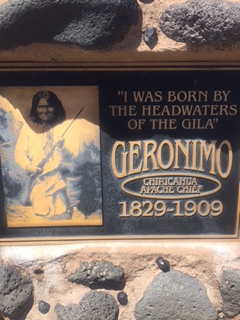 "I WAS BORN BY
THE HEADWATERS
OF THE GILA"
GERONIMO
CHIRICAHUA
APACHE CHIEF
1829-1909